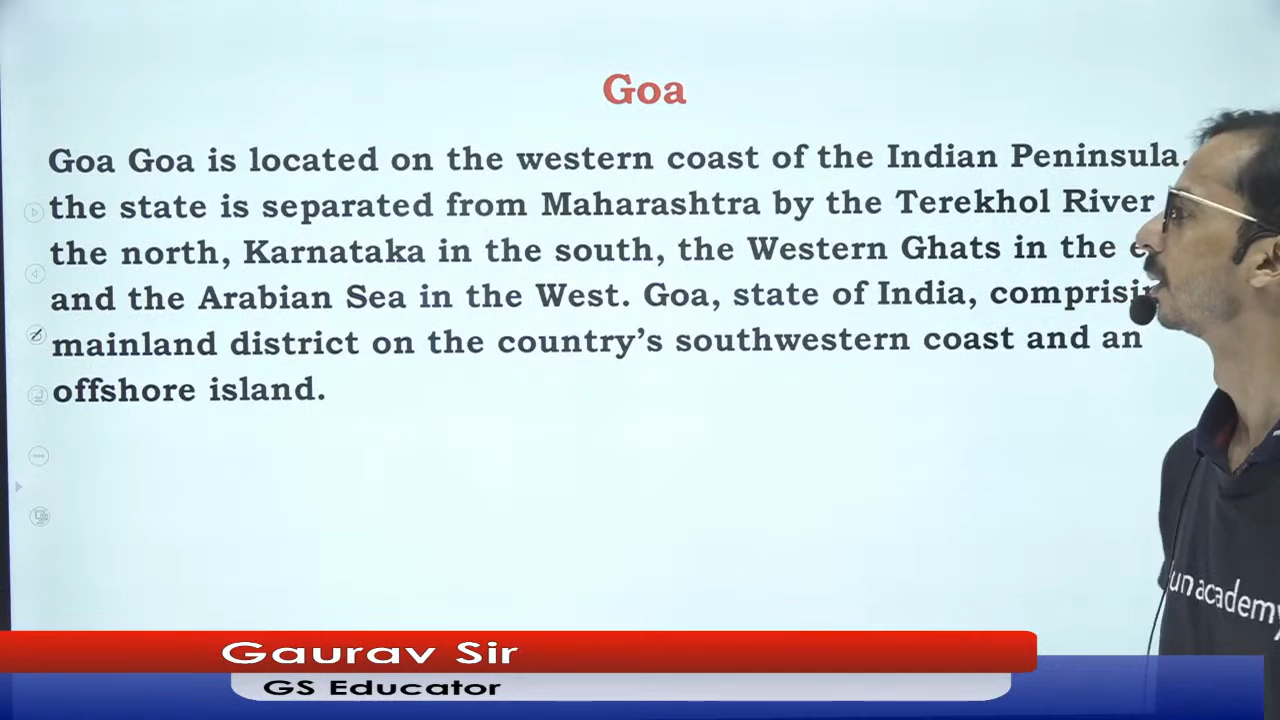 Goa
Goa Goa is located on the western coast of the Indian Peninsula.
the state is separated from Maharashtra by the Terekhol River
the north, Karnataka in the south, the Western Ghats in the
and the Arabian Sea in the West. Goa, state of India,
mainland district on the country's southwestern coast and an
offshore island.
unacademy
Gaurav Sir
GS Educator